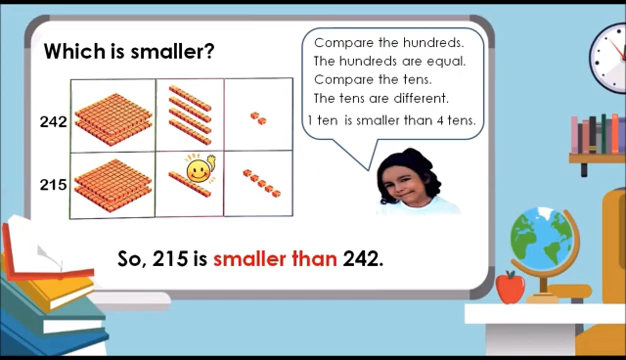 Which is smaller?
Compare the hundreds.
The hundreds are equal.
Compare the tens.
The tens are different.
1 ten is smaller than 4 tens.
242
215
So, 215 is smaller than 242.